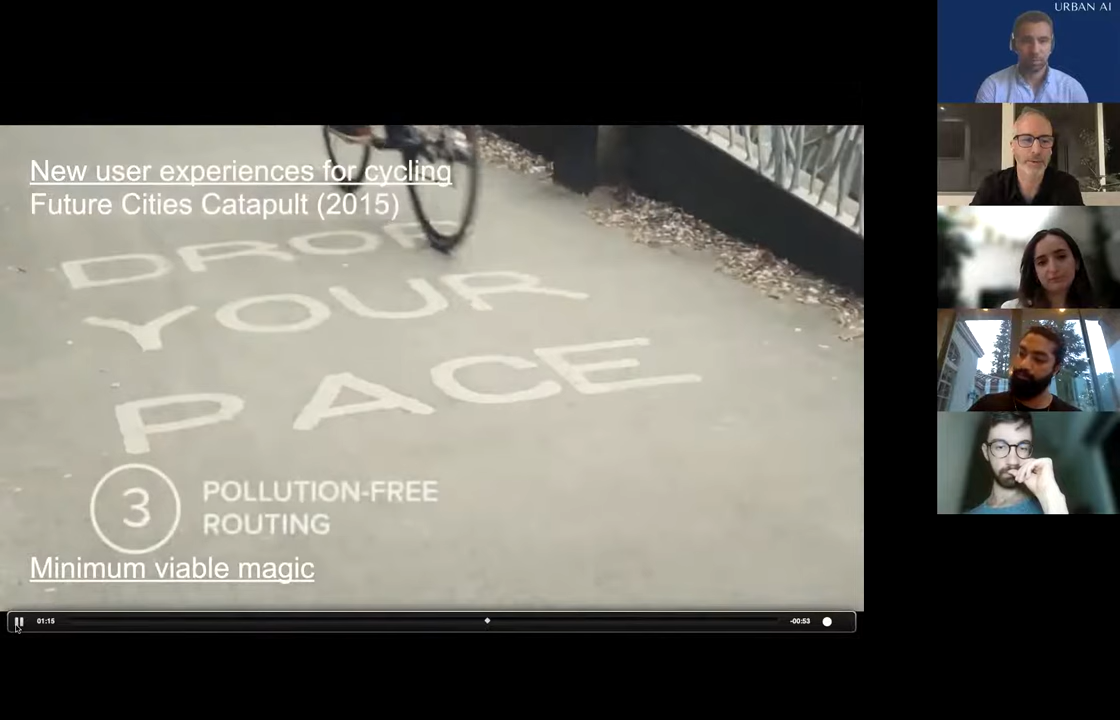 URBAN AI
New user experiences for cycling
Future Cities Catapult (2015)
DROP
YOUR
PACE
3
POLLUTION-FREE
ROUTING
Minimum viable magic
01:15
-00:53